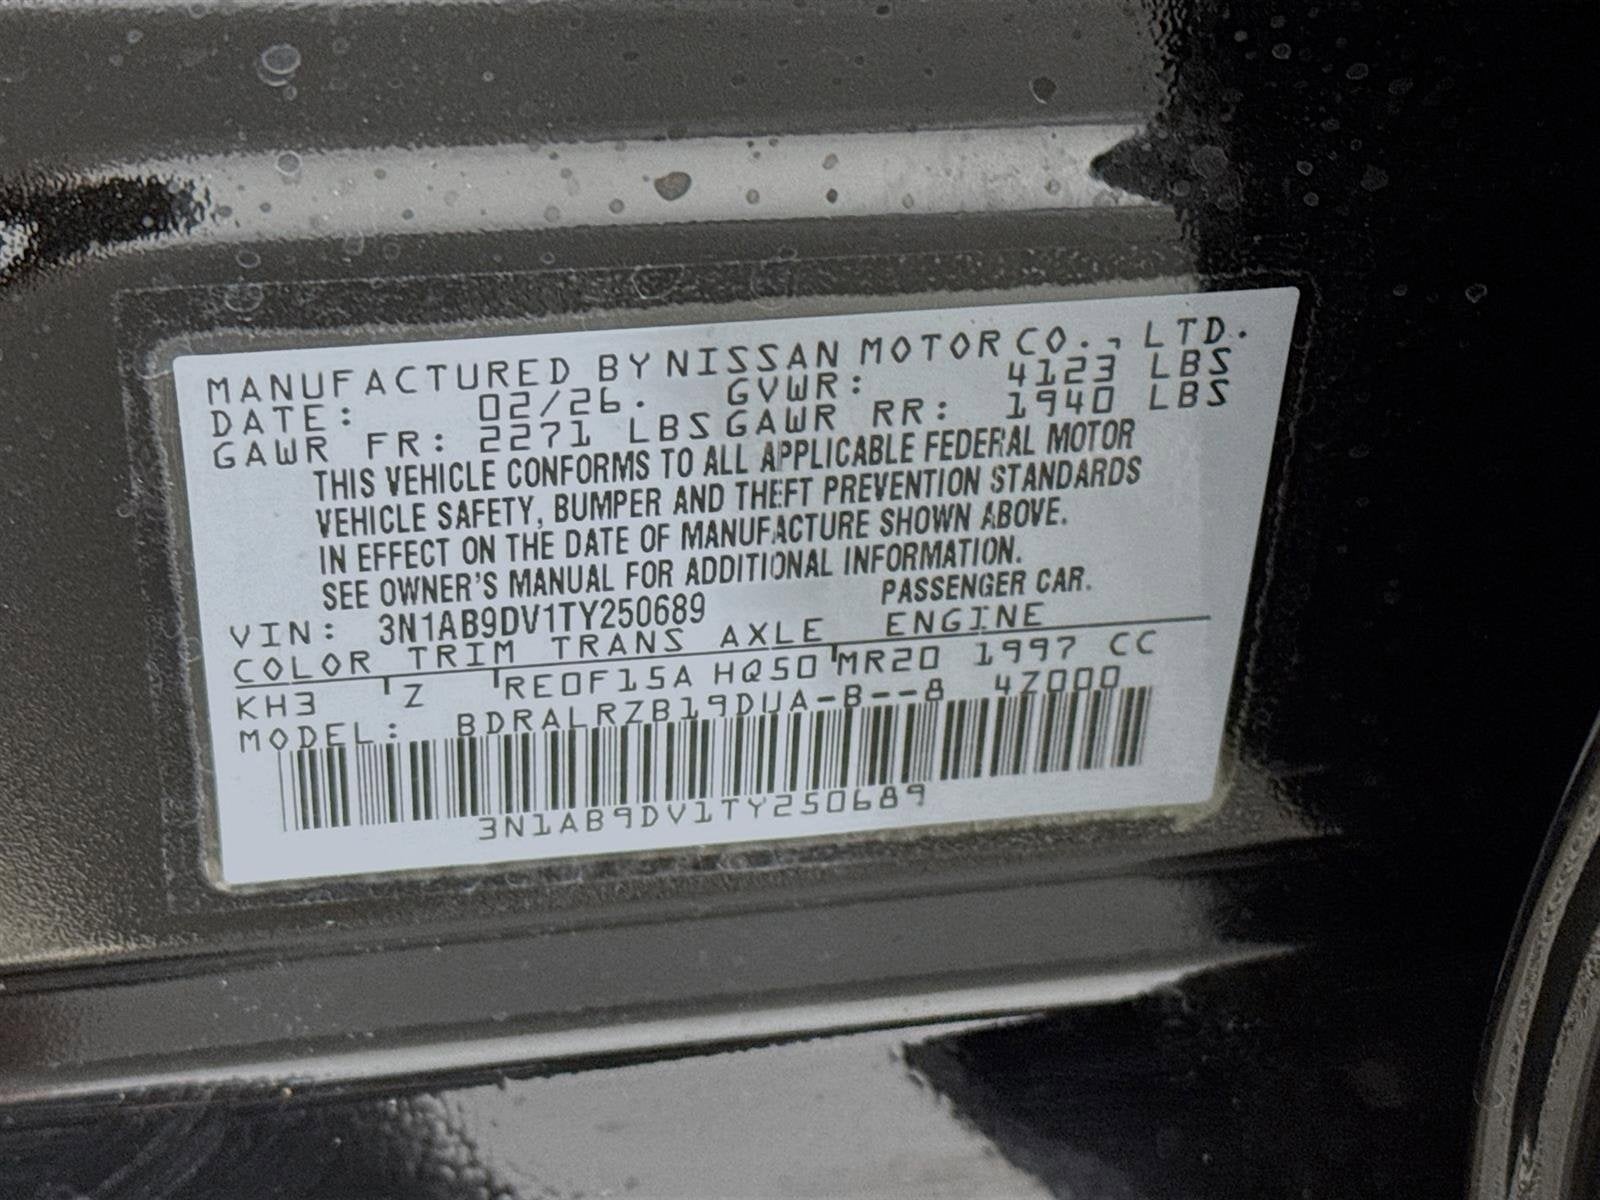 MANUFACTURED BY NISSAN MOTOR CO., LTD.
DATE: 02/26. GVWR: 4123 LBS
GAWR FR: 2271 LBS GAWR RR: 1940 LBS
THIS VEHICLE CONFORMS TO ALL APPLICABLE FEDERAL MOTOR
VEHICLE SAFETY, BUMPER AND THEFT PREVENTION STANDARDS
IN EFFECT ON THE DATE OF MANUFACTURE SHOWN ABOVE.
SEE OWNER'S MANUAL FOR ADDITIONAL INFORMATION.
VIN: 3N1AB9DV1TY250689 PASSENGER CAR.
COLOR TRIM TRANS AXLE ENGINE
KH3 Z RE0F15A HQ50 MR20 1997 CC
MODEL: BDRALRZB19DUA-B--8 4Z000
3N1AB9DV1TY250689